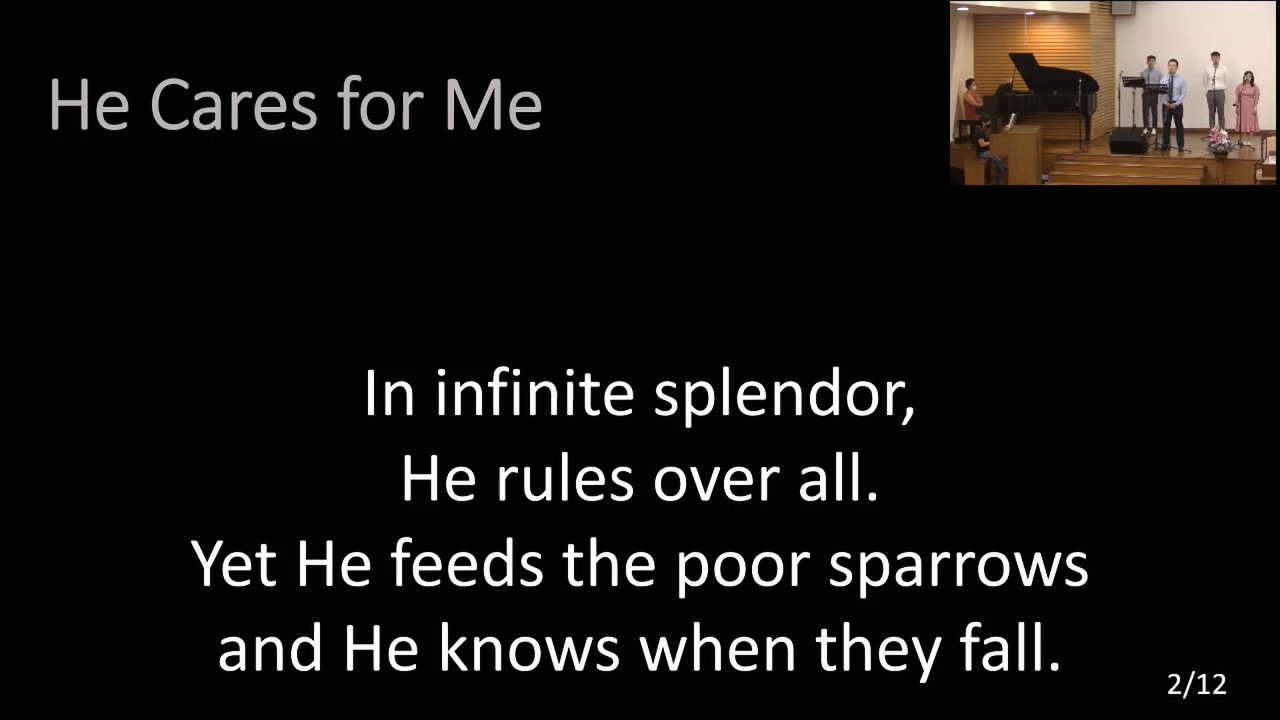 He Cares for Me
In infinite splendor,
He rules over all.
Yet He feeds the poor sparrows
and He knows when they fall.
2/12